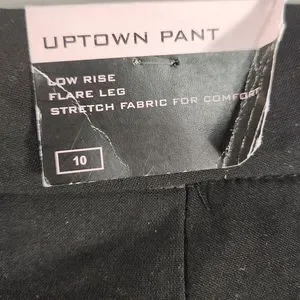 UPTOWN PANT
LOW RISE
FLARE LEG
STRETCH FABRIC FOR COMFORT
10